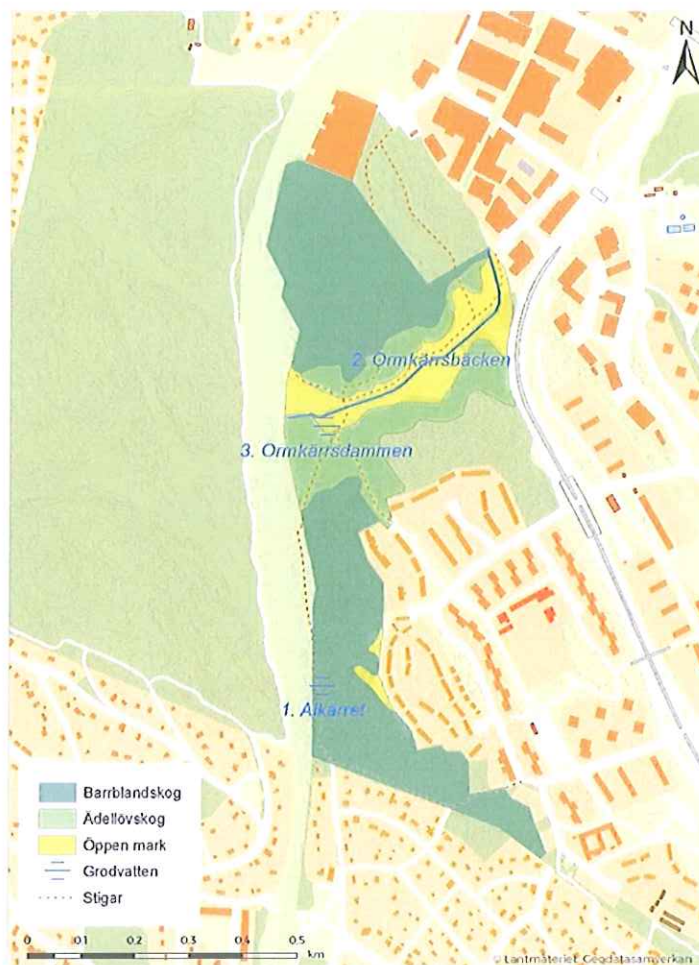 N
2. Ormkärrsbäcken
3. Ormkärrsdammen
1. Alkärret
Barrblandskog
Ädellövskog
Öppen mark
Grodvatten
Stigar
0 0.1 0.2 0.3 0.4 0.5
km
© Lantmäteriet, Geodatasamverkan